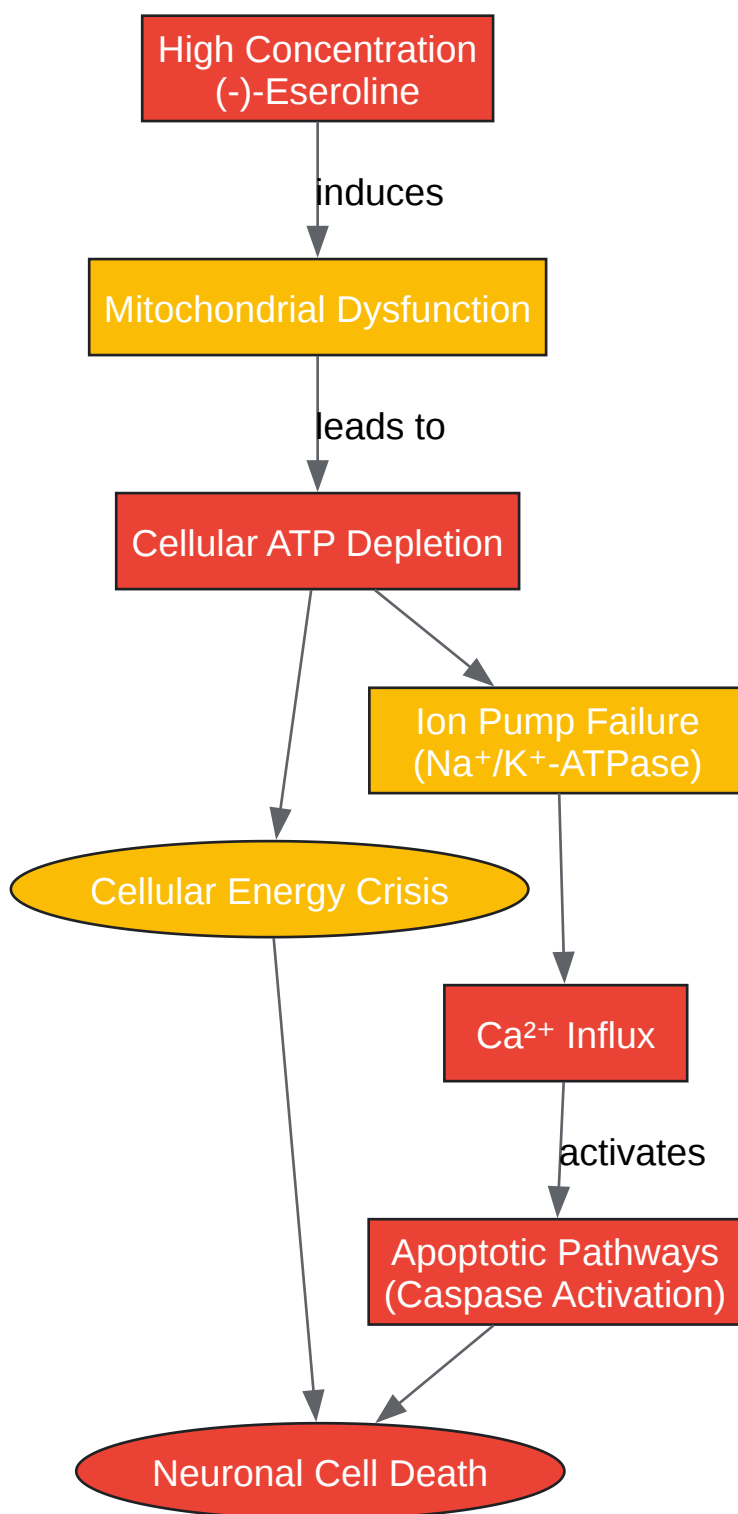 High Concentration
(-)-Eseroline
induces
Mitochondrial Dysfunction
leads to
Cellular ATP Depletion
Ion Pump Failure
(Na⁺/K⁺-ATPase)
Cellular Energy Crisis
Ca²⁺ Influx
activates
Apoptotic Pathways
(Caspase Activation)
Neuronal Cell Death